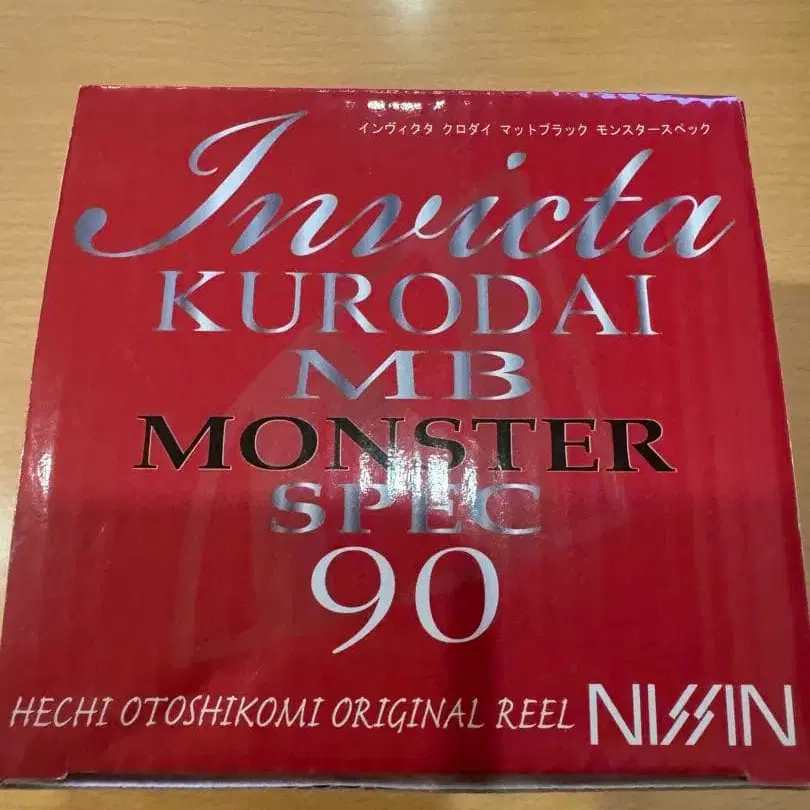 インヴィクタ クロダイ マットブラック モンスタースペック
Invicta
KURODAI
MB
MONSTER
SPEC
90
HECHI OTOSHIKOMI ORIGINAL REEL NISSIN